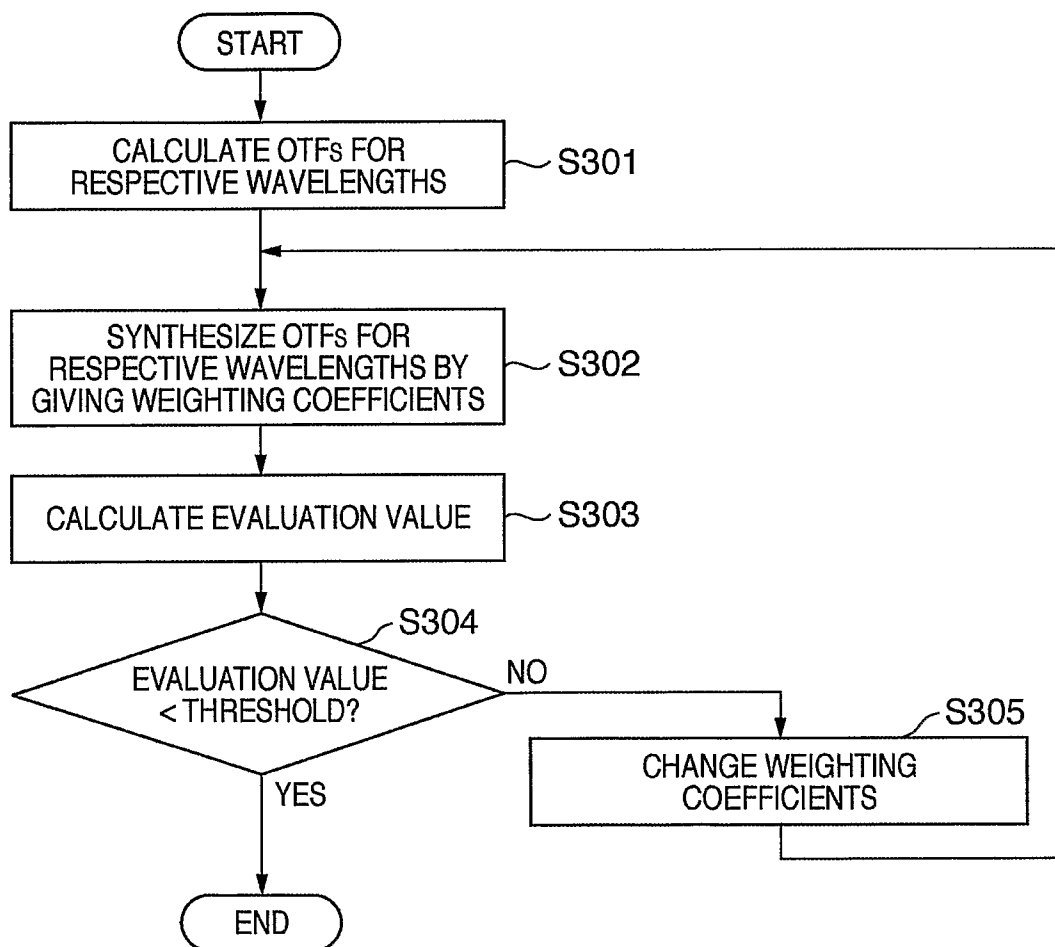 START
CALCULATE OTFs FOR
RESPECTIVE WAVELENGTHS
S301
SYNTHESIZE OTFs FOR
RESPECTIVE WAVELENGTHS BY
GIVING WEIGHTING COEFFICIENTS
S302
CALCULATE EVALUATION VALUE
S303
S304
EVALUATION VALUE
< THRESHOLD?
NO
S305
CHANGE WEIGHTING
COEFFICIENTS
YES
END